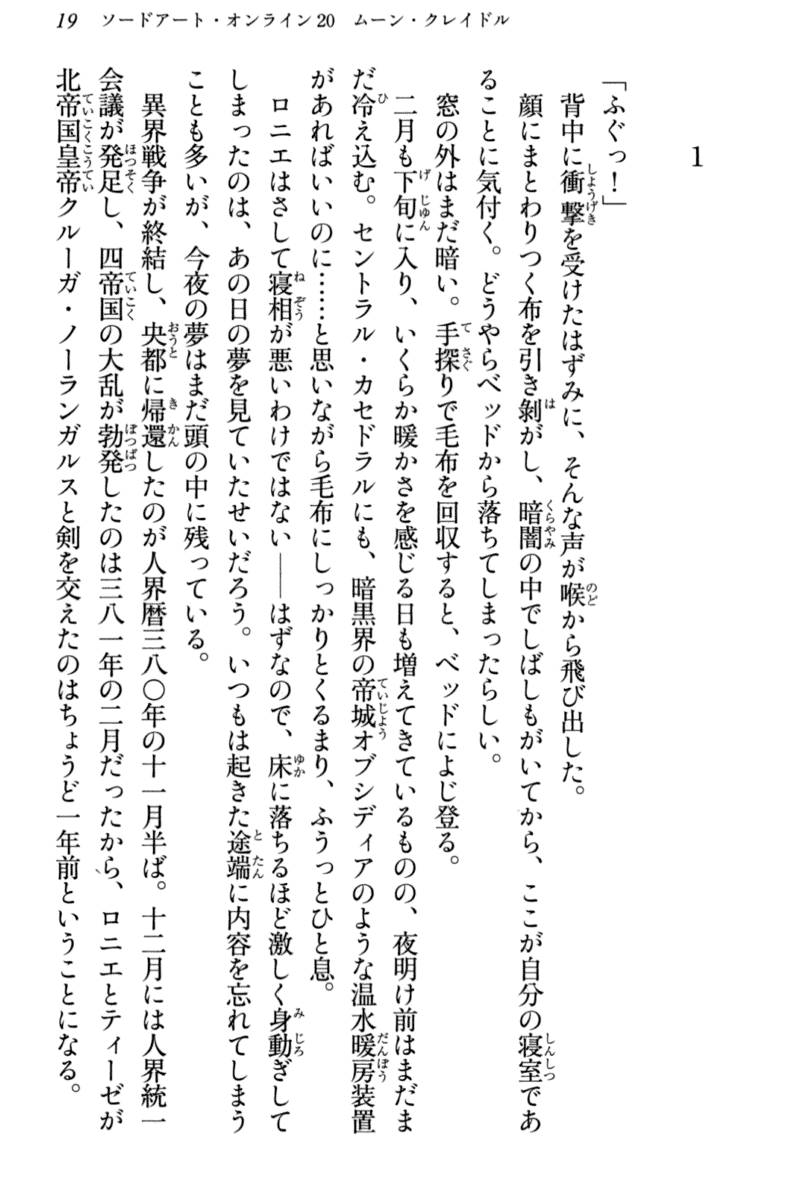 19 ソードアート・オンライン20 ムーン・クレイドル
1
「ふぐっ！」
背中に衝撃を受けたはずみに、そんな声が喉から飛び出した。
顔にまとわりつく布を引き剝がし、暗闇の中でしばしもがいてから、ここが自分の寝室であ
ることに気付く。どうやらベッドから落ちてしまったらしい。
窓の外はまだ暗い。手探りで毛布を回収すると、ベッドによじ登る。
二月も下旬に入り、いくらか暖かさを感じる日も増えてきているものの、夜明け前はまだま
だ冷え込む。セントラル・カセドラルにも、暗黒界の帝城オブシディアのような温水暖房装置
があればいいのに……と思いながら毛布にしっかりとくるまり、ふうっとひと息。
ロニエはさして寝相が悪いわけではない――はずなので、床に落ちるほど激しく身動ぎして
しまったのは、あの日の夢を見ていたせいだろう。いつもは起きた途端に内容を忘れてしまう
ことも多いが、今夜の夢はまだ頭の中に残っている。
異界戦争が終結し、央都に帰還したのが人界暦三八〇年の十一月半ば。十二月には人界統一
会議が発足し、四帝国の大乱が勃発したのは三八一年の二月だったから、ロニエとティーゼが
北帝国皇帝クルーガ・ノーランガルスと剣を交えたのはちょうど一年前ということになる。